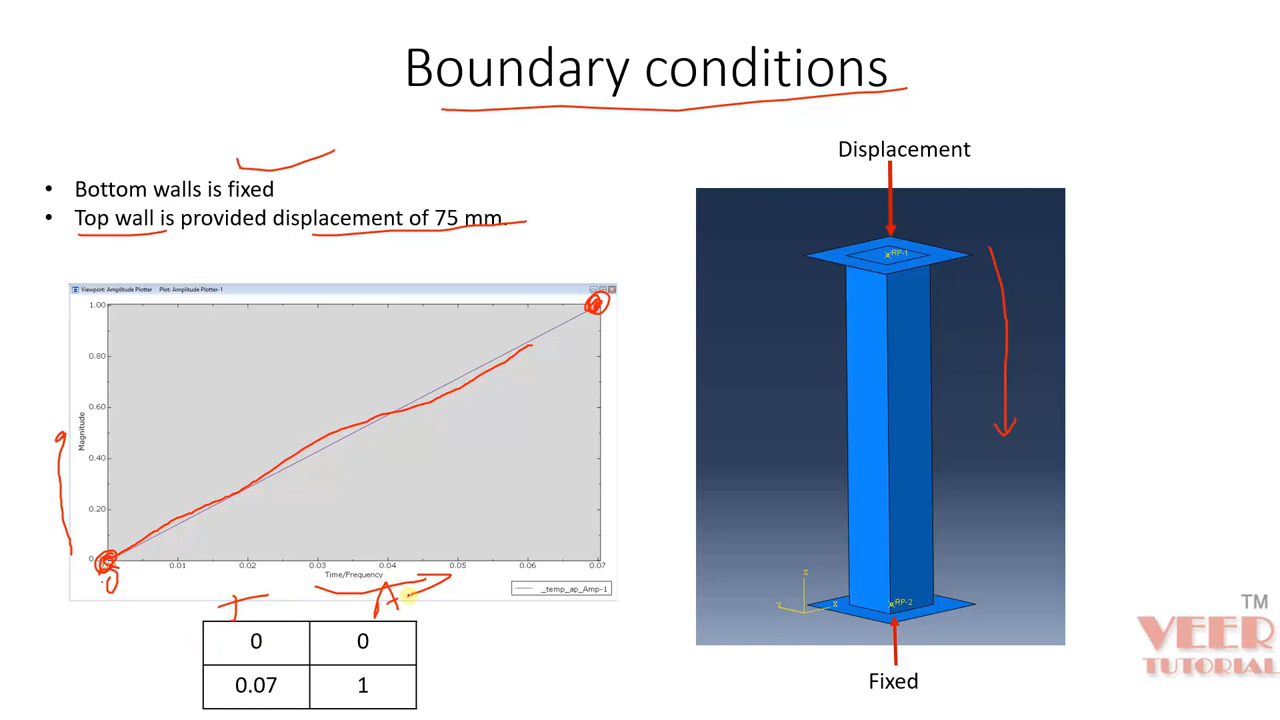 Boundary conditions
• Bottom walls is fixed
• Top wall is provided displacement of 75 mm.
Viewport: Amplitude Plotter Plot: Amplitude Plotter-1
1.00
0.80
0.60
0.40
0.20
Magnitude
0.01 0.02 0.03 0.04 0.05 0.06 0.07
Time/Frequency
_temp_ap_Amp-1
T A
0 0
0.07 1
Displacement
RP-1
Z
Y X
RP-2
Fixed
TM
VEER
TUTORIAL